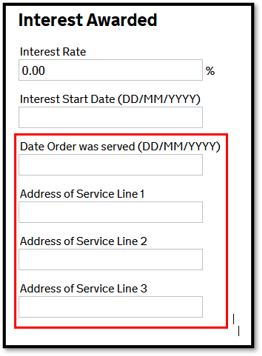 Interest Awarded
Interest Rate
0.00 %
Interest Start Date (DD/MM/YYYY)
Date Order was served (DD/MM/YYYY)
Address of Service Line 1
Address of Service Line 2
Address of Service Line 3